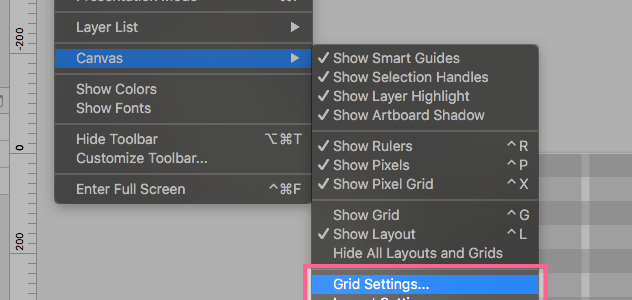 Layer List ▶
Canvas ▶
Show Colors
Show Fonts
Hide Toolbar ⌥⌘T
Customize Toolbar...
Enter Full Screen ^⌘F
✓ Show Smart Guides
✓ Show Selection Handles
✓ Show Layer Highlight
✓ Show Artboard Shadow
✓ Show Rulers ^R
✓ Show Pixels ^P
✓ Show Pixel Grid ^X
Show Grid ^G
✓ Show Layout ^L
Hide All Layouts and Grids
Grid Settings...
-200
0
200